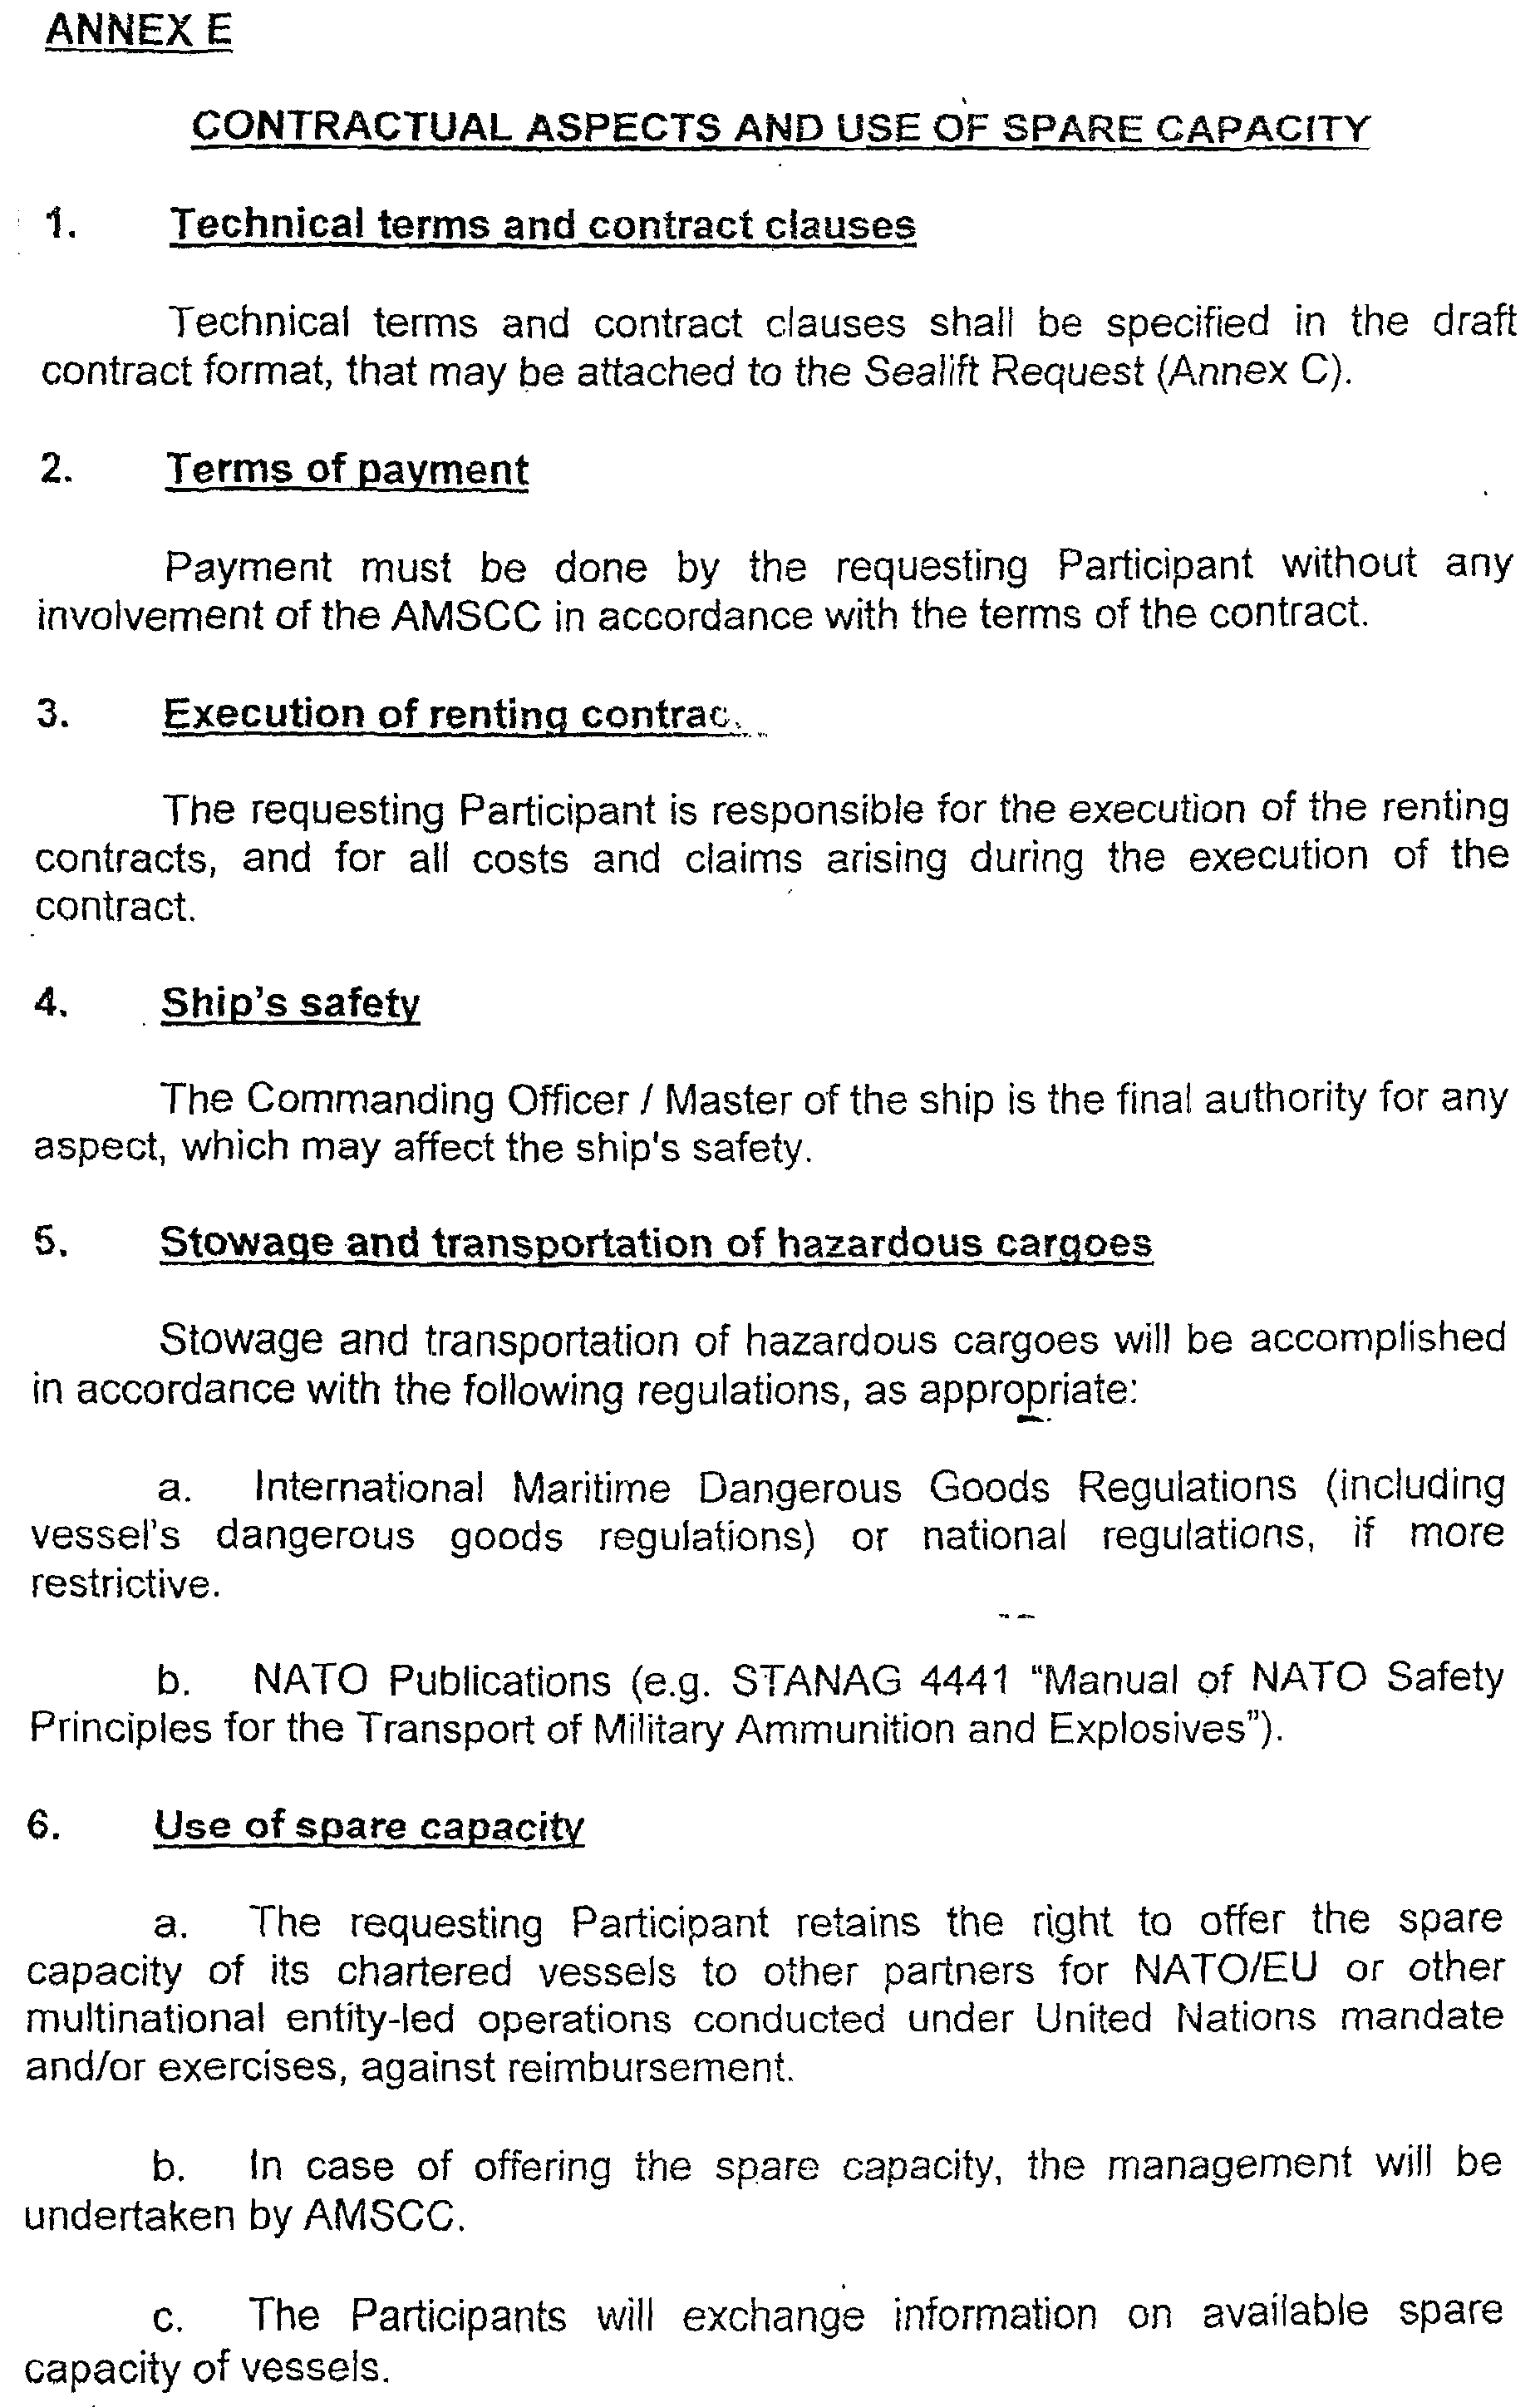 ANNEX E
CONTRACTUAL ASPECTS AND USE OF SPARE CAPACITY
1. Technical terms and contract clauses
Technical terms and contract clauses shall be specified in the draft
contract format, that may be attached to the Sealift Request (Annex C).
2. Terms of payment
Payment must be done by the requesting Participant without any
involvement of the AMSCC in accordance with the terms of the contract.
3. Execution of renting contrac
The requesting Participant is responsible for the execution of the renting
contracts, and for all costs and claims arising during the execution of the
contract.
4. Ship's safety
The Commanding Officer / Master of the ship is the final authority for any
aspect, which may affect the ship's safety.
5. Stowage and transportation of hazardous cargoes
Stowage and transportation of hazardous cargoes will be accomplished
in accordance with the following regulations, as appropriate:
a. International Maritime Dangerous Goods Regulations (including
vessel's dangerous goods regulations) or national regulations, if more
restrictive.
b. NATO Publications (e.g. STANAG 4441 "Manual of NATO Safety
Principles for the Transport of Military Ammunition and Explosives").
6. Use of spare capacity
a. The requesting Participant retains the right to offer the spare
capacity of its chartered vessels to other partners for NATO/EU or other
multinational entity-led operations conducted under United Nations mandate
and/or exercises, against reimbursement.
b. In case of offering the spare capacity, the management will be
undertaken by AMSCC.
c. The Participants will exchange information on available spare
capacity of vessels.